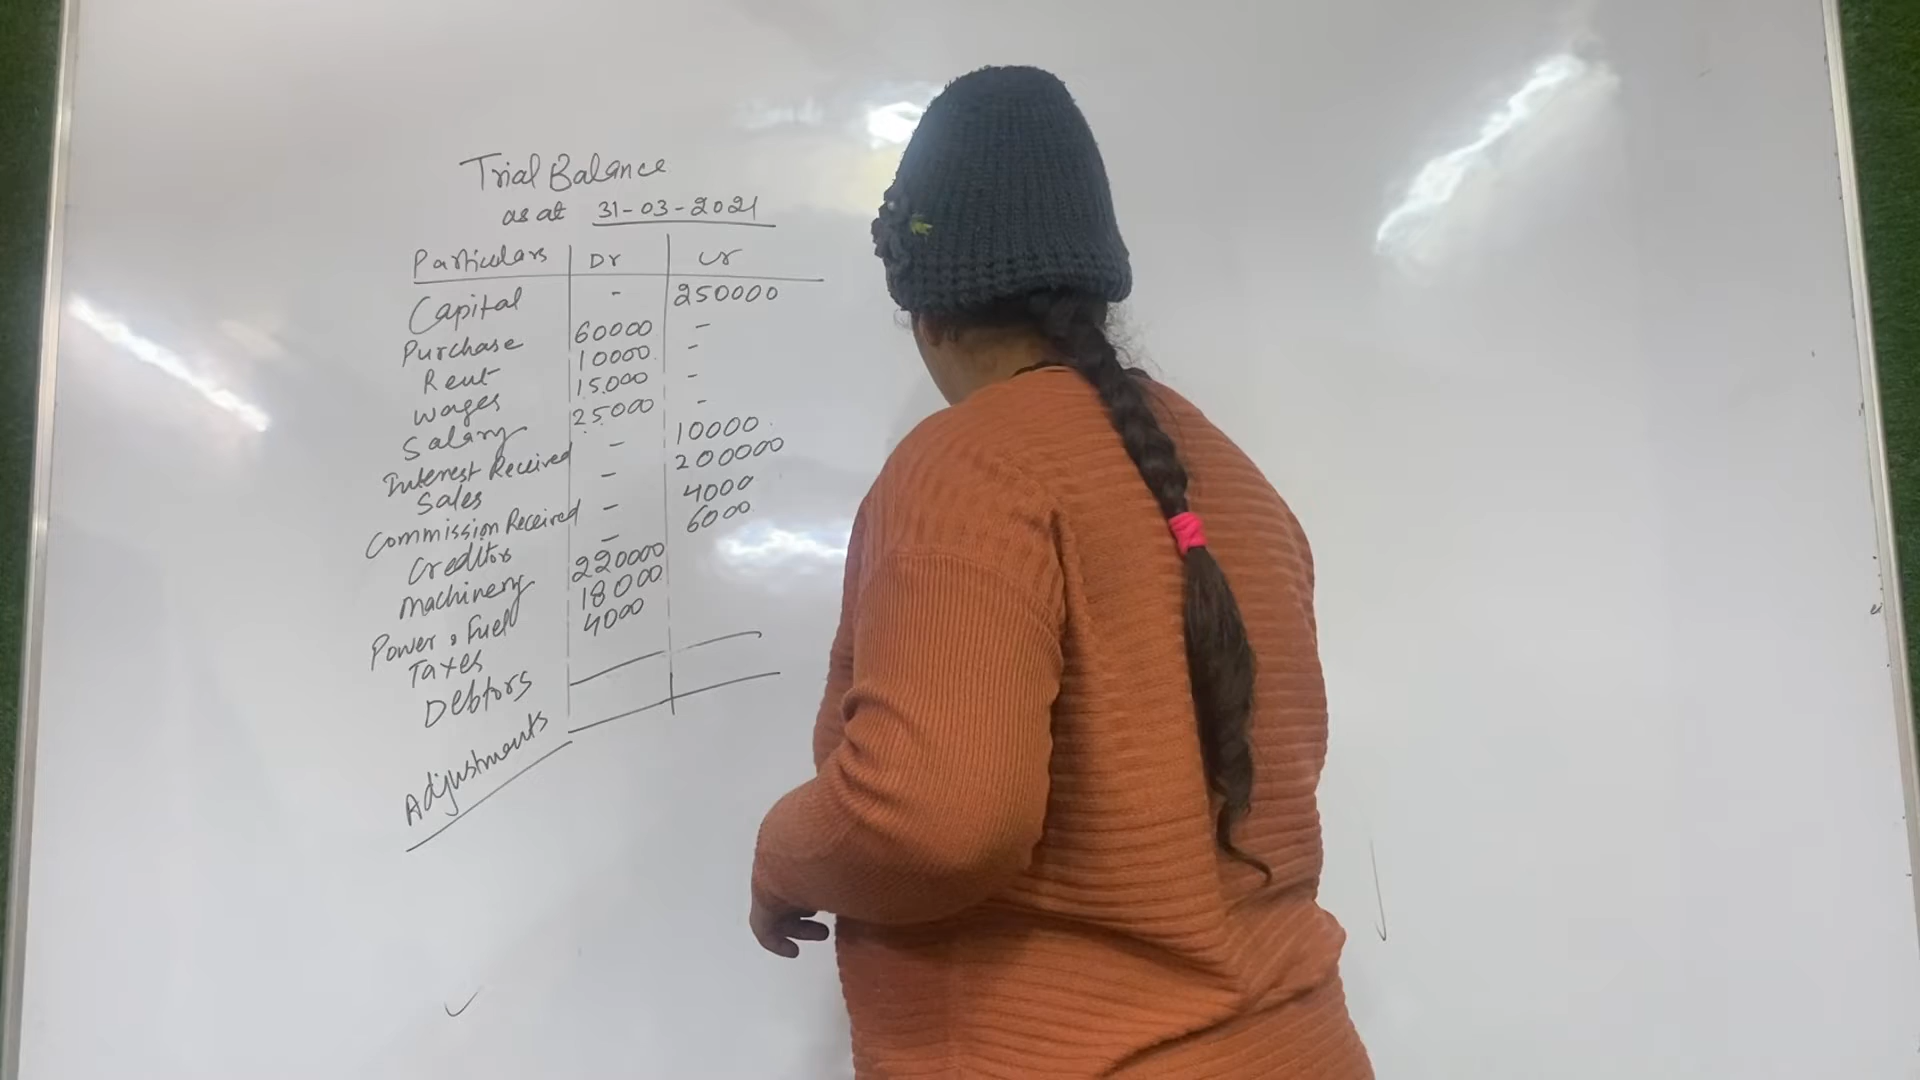 Trial Balance
as at 31-03-2021
Particulars Dr Cr
Capital - 250000
Purchase 60000 -
Rent 10000 -
Wages 15000 -
Salary 25000 -
Interest Received - 10000
Sales - 200000
Commission Received - 4000
Creditors - 6000
Machinery 220000
Power & Fuel 18000
Taxes 4000
Debtors
Adjustments